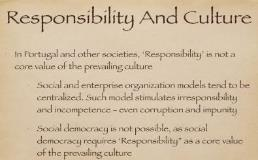 Responsibility And Culture
In Portugal and other societies, 'Responsibility' is not a
core value of the prevailing culture
Social and enterprise organization models tend to be
centralized. Such model stimulates irresponsibility
and incompetence - even corruption and impunity
Social democracy is not possible, as social
democracy requires "Responsibility" as a core value
of the prevailing culture